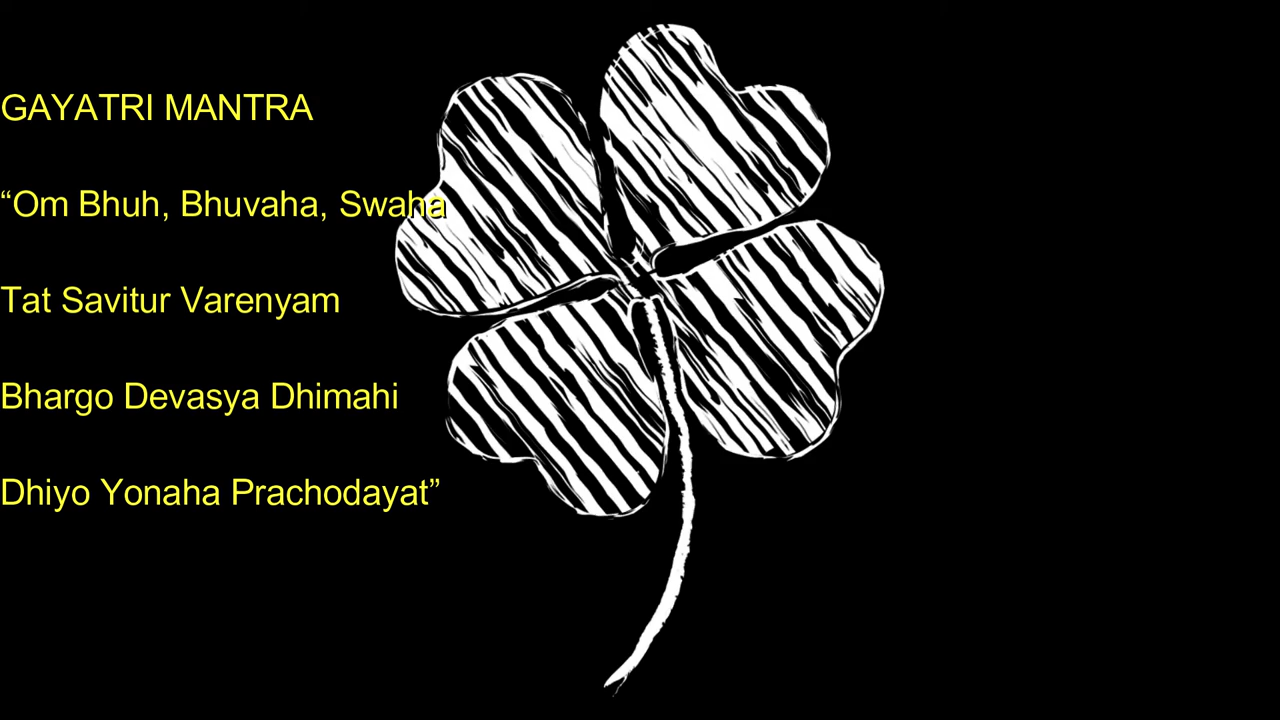 GAYATRI MANTRA
“Om Bhuh, Bhuvaha, Swaha
Tat Savitur Varenyam
Bhargo Devasya Dhimahi
Dhiyo Yonaha Prachodayat”